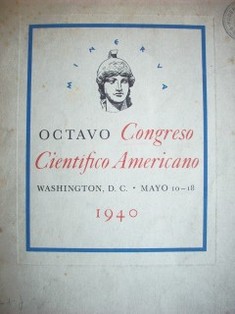 MINERVA
OCTAVO Congreso
Científico Americano
WASHINGTON, D. C. • MAYO 10-18
1940